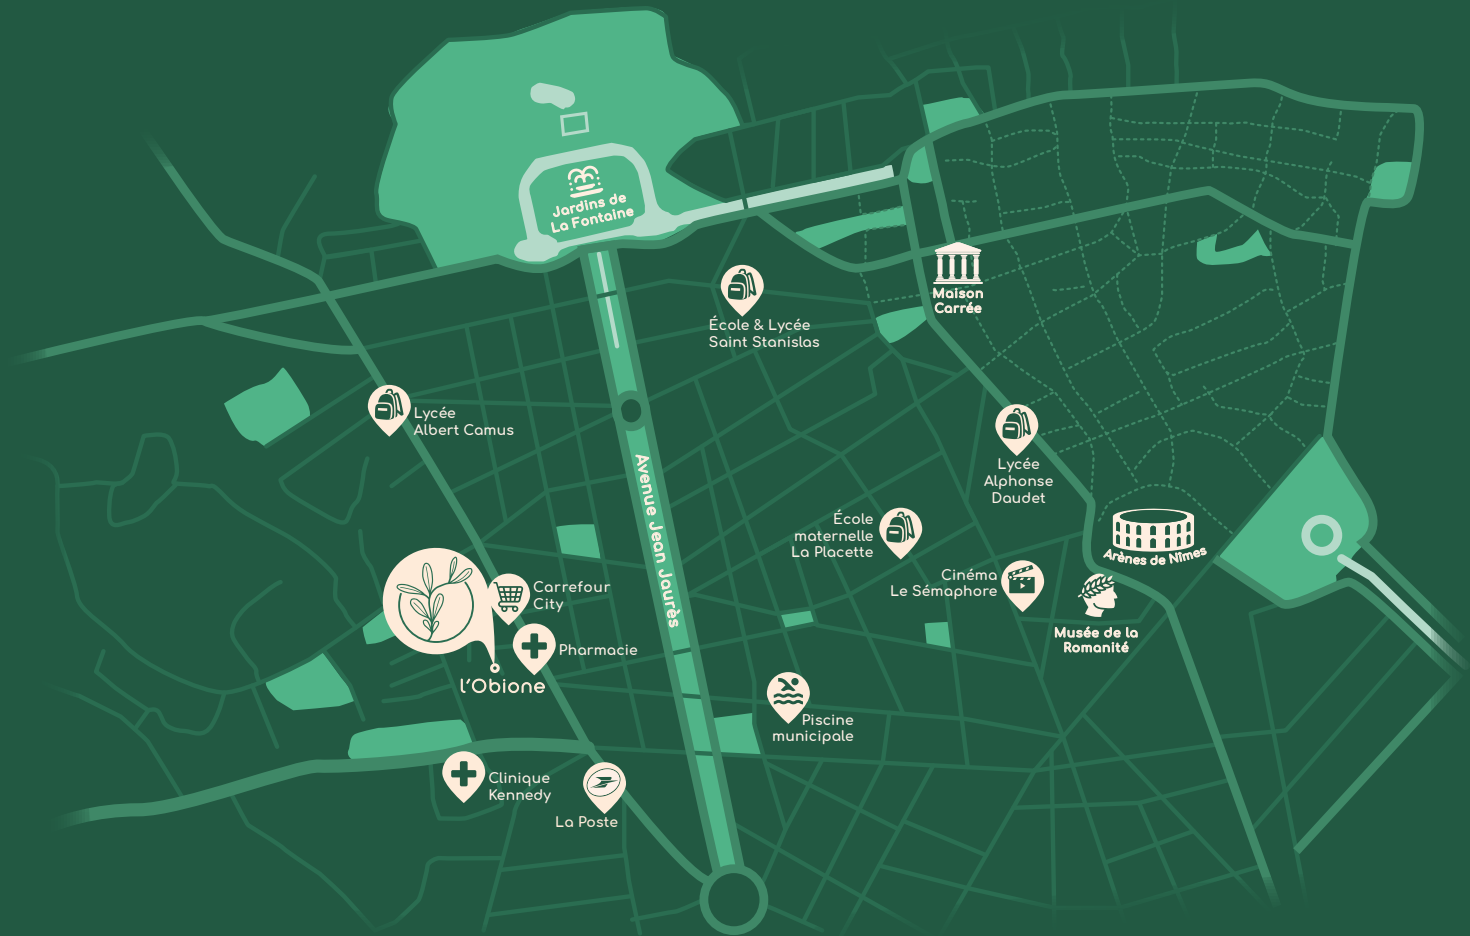 Jardins de
La Fontaine
Maison
Carrée
École & Lycée
Saint Stanislas
Lycée
Albert Camus
Lycée
Alphonse
Daudet
Avenue Jean Jaurès
École
maternelle
La Placette
Arènes de Nîmes
Cinéma
Le Sémaphore
Carrefour
City
Musée de la
Romanité
Pharmacie
l'Obione
Piscine
municipale
Clinique
Kennedy
La Poste